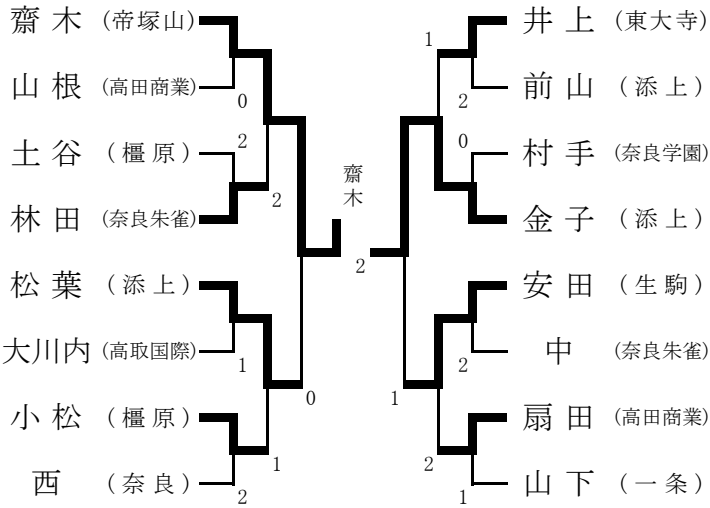 齋木 (帝塚山)
山根 (高田商業)
0
土谷 (橿原)
2
林田 (奈良朱雀)
2
松葉 (添上)
大川内 (高取国際)
1
0
小松 (橿原)
1
西 (奈良)
2
齋木
2
井上 (東大寺)
1
前山 (添上)
2
村手 (奈良学園)
0
金子 (添上)
安田 (生駒)
中 (奈良朱雀)
2
1
扇田 (高田商業)
2
山下 (一条)
1